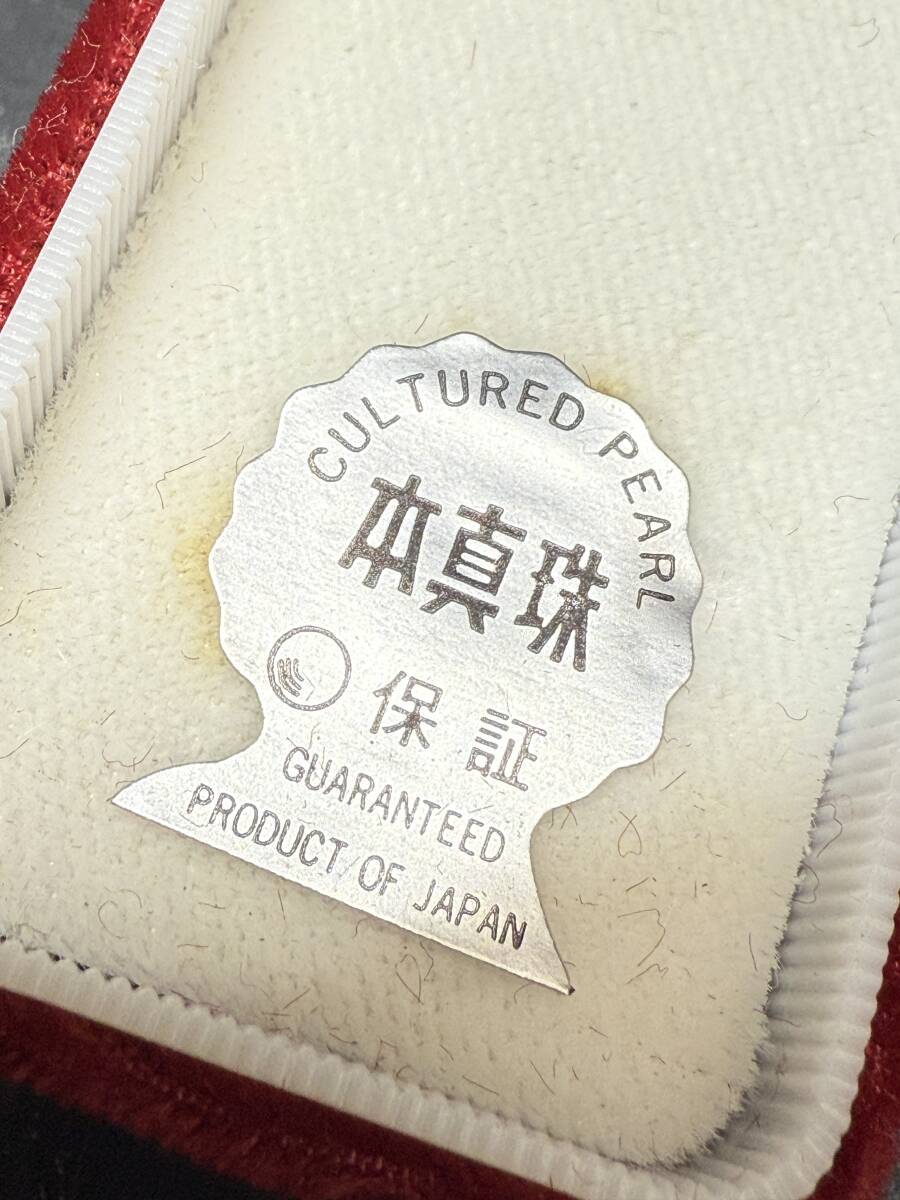 CULTURED PEARL
本真珠
保証
GUARANTEED
PRODUCT OF JAPAN